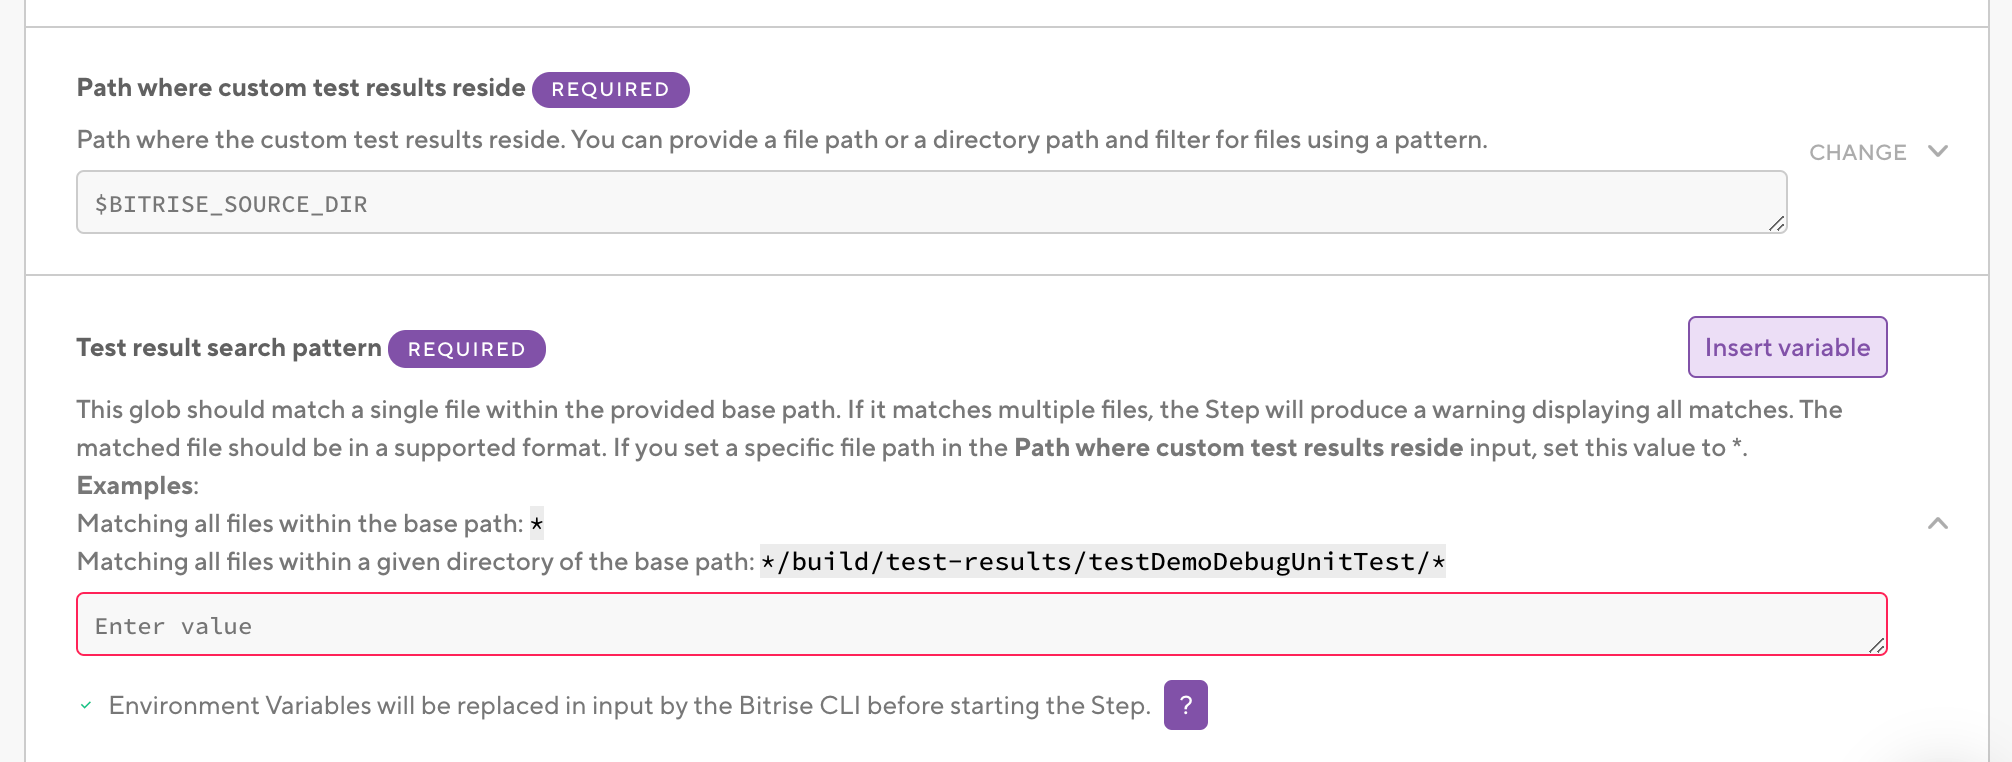 Path where custom test results reside REQUIRED
Path where the custom test results reside. You can provide a file path or a directory path and filter for files using a pattern.
CHANGE
$BITRISE_SOURCE_DIR
Test result search pattern REQUIRED
Insert variable
This glob should match a single file within the provided base path. If it matches multiple files, the Step will produce a warning displaying all matches. The
matched file should be in a supported format. If you set a specific file path in the Path where custom test results reside input, set this value to *.
Examples:
Matching all files within the base path: *
Matching all files within a given directory of the base path: */build/test-results/testDemoDebugUnitTest/*
Enter value
Environment Variables will be replaced in input by the Bitrise CLI before starting the Step. ?